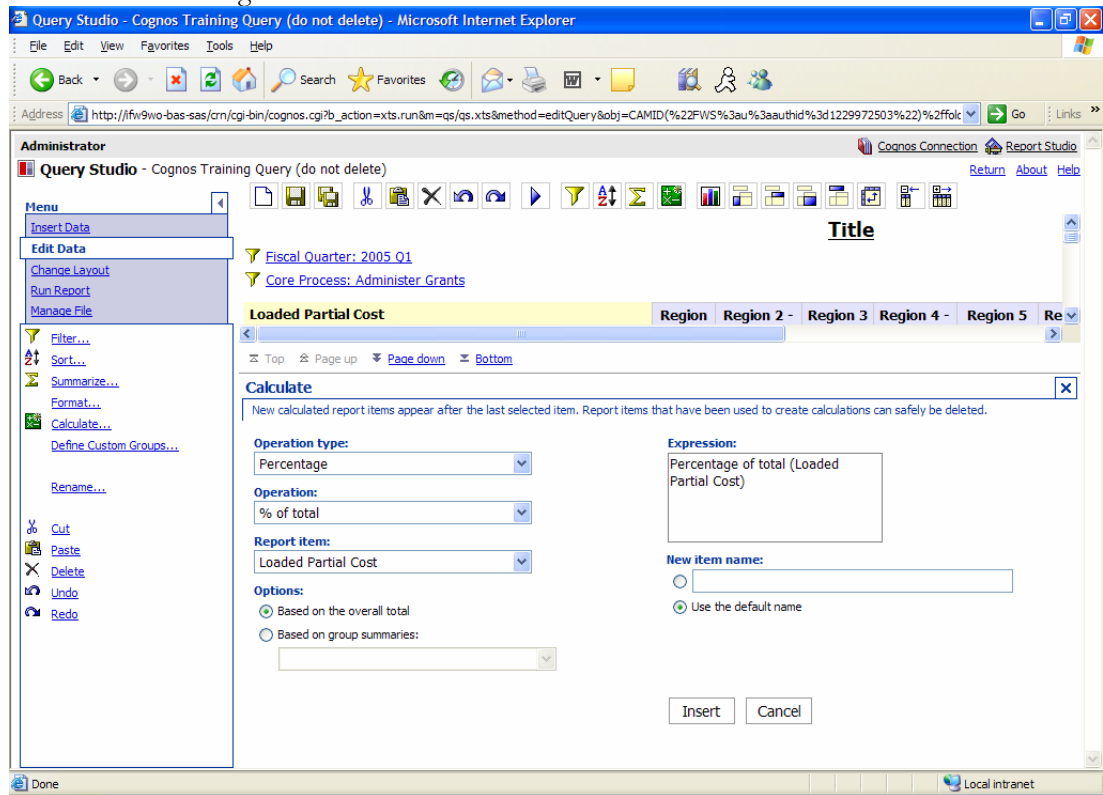 Query Studio - Cognos Training Query (do not delete) - Microsoft Internet Explorer
File Edit View Favorites Tools Help
Back Search Favorites
Address http://ifw9wo-bas-sas/crn/cgi-bin/cognos.cgi?b_action=xts.run&m=qs/qs.xts&method=editQuery&obj=CAMID(%22FWS%3au%3aauthid%3d1229972503%22)%2ffolc Go Links »
Administrator Cognos Connection Report Studio
Query Studio - Cognos Training Query (do not delete) Return About Help
Menu
Insert Data
Edit Data
Change Layout
Run Report
Manage File
Filter...
Sort...
Summarize...
Format...
Calculate...
Define Custom Groups...
Rename...
Cut
Paste
Delete
Undo
Redo
Title
Fiscal Quarter: 2005 Q1
Core Process: Administer Grants
Loaded Partial Cost Region Region 2 - Region 3 Region 4 - Region 5 Re
Top Page up Page down Bottom
Calculate
New calculated report items appear after the last selected item. Report items that have been used to create calculations can safely be deleted.
Operation type:
Percentage
Operation:
% of total
Report item:
Loaded Partial Cost
Options:
Based on the overall total
Based on group summaries:
Expression:
Percentage of total (Loaded
Partial Cost)
New item name:
Use the default name
Insert Cancel
Done Local intranet